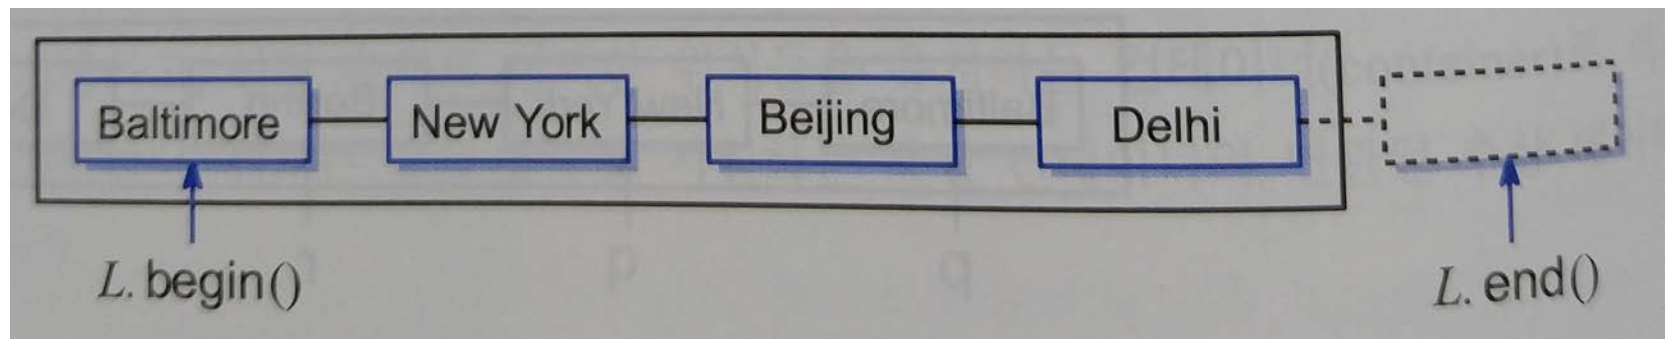 Baltimore New York Beijing Delhi
L. begin()
L. end()